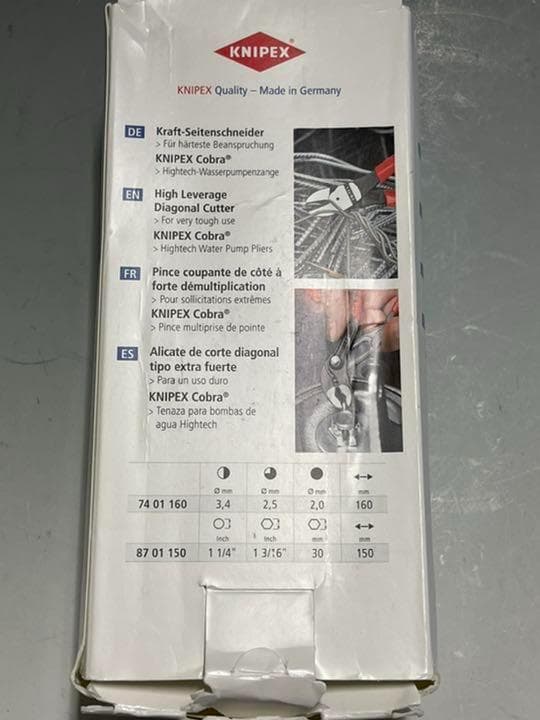 KNIPEX
KNIPEX Quality – Made in Germany
DE Kraft-Seitenschneider
> Für härteste Beanspruchung
KNIPEX Cobra®
> Hightech-Wasserpumpenzange
EN High Leverage
Diagonal Cutter
> For very tough use
KNIPEX Cobra®
> Hightech Water Pump Pliers
FR Pince coupante de côté à
forte démultiplication
> Pour sollicitations extrêmes
KNIPEX Cobra®
> Pince multiprise de pointe
ES Alicate de corte diagonal
tipo extra fuerte
> Para un uso duro
KNIPEX Cobra®
> Tenaza para bombas de
agua Hightech
Ø mm Ø mm Ø mm mm
74 01 160 3,4 2,5 2,0 160
Inch Inch mm mm
87 01 150 1 1/4" 1 3/16" 30 150